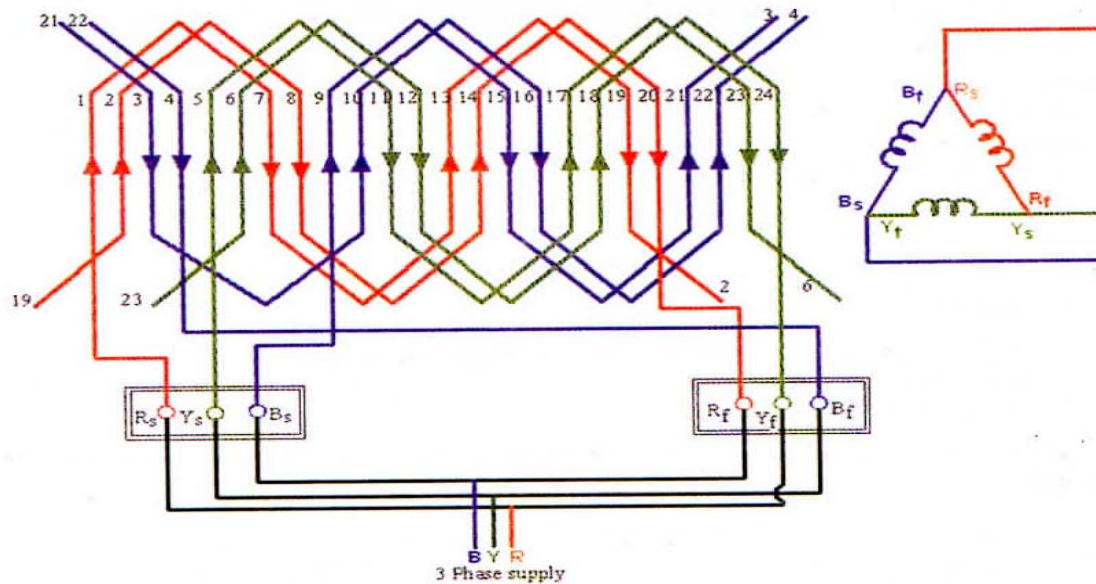 21 22 3 4
1 2 3 4 5 6 7 8 9 10 11 12 13 14 15 16 17 18 19 20 21 22 23 24
19 23 2 6
Rs Ys Bs
Rf Yf Bf
B Y R
3 Phase supply
Bf Rs
Bs Rf
Yf Ys